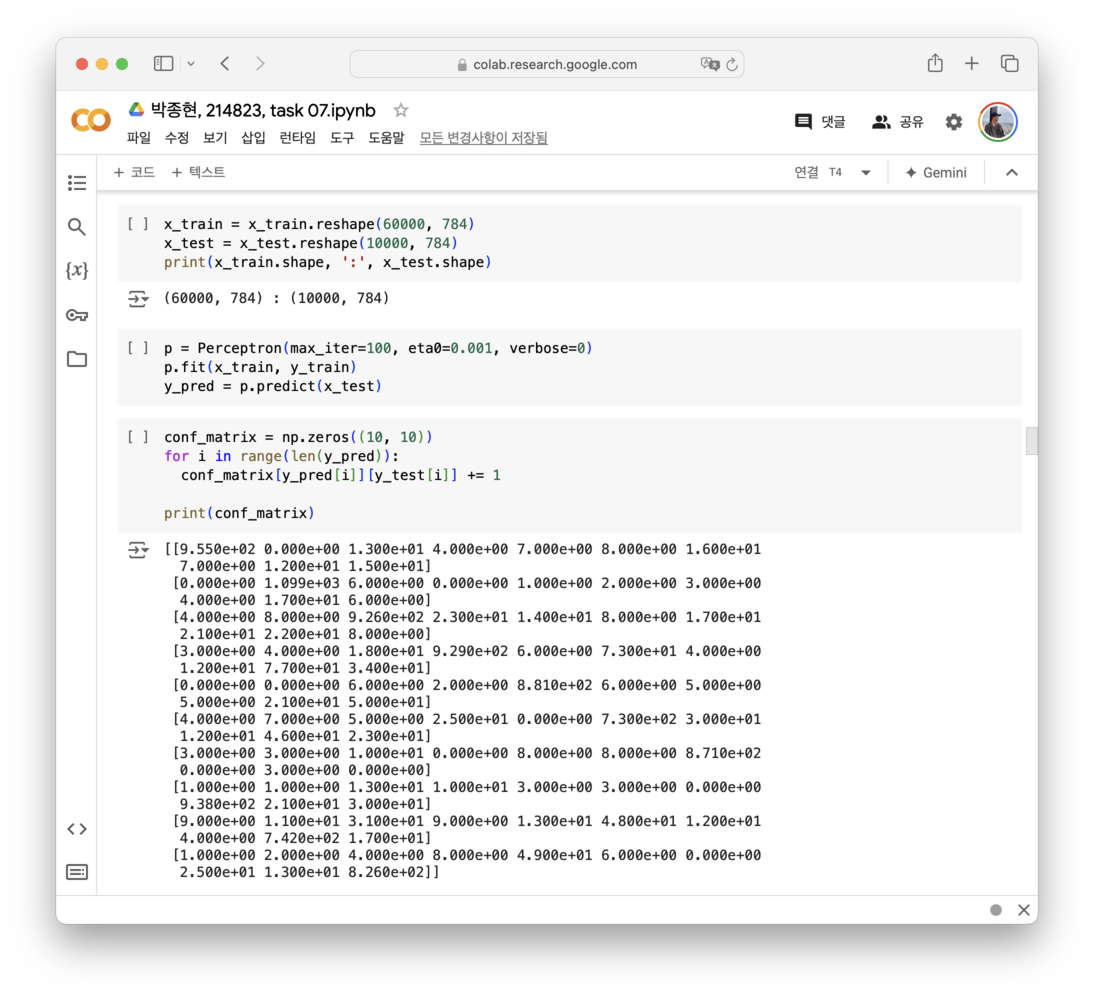 colab.research.google.com
박종현, 214823, task 07.ipynb
댓글 공유
파일 수정 보기 삽입 런타임 도구 도움말 모든 변경사항이 저장됨
+ 코드 + 텍스트 연결 T4 Gemini
[ ] x_train = x_train.reshape(60000, 784)
x_test = x_test.reshape(10000, 784)
print(x_train.shape, ':', x_test.shape)
(60000, 784) : (10000, 784)
[ ] p = Perceptron(max_iter=100, eta0=0.001, verbose=0)
p.fit(x_train, y_train)
y_pred = p.predict(x_test)
[ ] conf_matrix = np.zeros((10, 10))
for i in range(len(y_pred)):
  conf_matrix[y_pred[i]][y_test[i]] += 1
print(conf_matrix)
[[9.550e+02 0.000e+00 1.300e+01 4.000e+00 7.000e+00 8.000e+00 1.600e+01
  7.000e+00 1.200e+01 1.500e+01]
 [0.000e+00 1.099e+03 6.000e+00 0.000e+00 1.000e+00 2.000e+00 3.000e+00
  4.000e+00 1.700e+01 6.000e+00]
 [4.000e+00 8.000e+00 9.260e+02 2.300e+01 1.400e+01 8.000e+00 1.700e+01
  2.100e+01 2.200e+01 8.000e+00]
 [3.000e+00 4.000e+00 1.800e+01 9.290e+02 6.000e+00 7.300e+01 4.000e+00
  1.200e+01 7.700e+01 3.400e+01]
 [0.000e+00 0.000e+00 6.000e+00 2.000e+00 8.810e+02 6.000e+00 5.000e+00
  5.000e+00 2.100e+01 5.000e+01]
 [4.000e+00 7.000e+00 5.000e+00 2.500e+01 0.000e+00 7.300e+02 3.000e+01
  1.200e+01 4.600e+01 2.300e+01]
 [3.000e+00 3.000e+00 1.000e+01 0.000e+00 8.000e+00 8.000e+00 8.710e+02
  0.000e+00 3.000e+00 0.000e+00]
 [1.000e+00 1.000e+00 1.300e+01 1.000e+01 3.000e+00 3.000e+00 0.000e+00
  9.380e+02 2.100e+01 3.000e+01]
 [9.000e+00 1.100e+01 3.100e+01 9.000e+00 1.300e+01 4.800e+01 1.200e+01
  4.000e+00 7.420e+02 1.700e+01]
 [1.000e+00 2.000e+00 4.000e+00 8.000e+00 4.900e+01 6.000e+00 0.000e+00
  2.500e+01 1.300e+01 8.260e+02]]